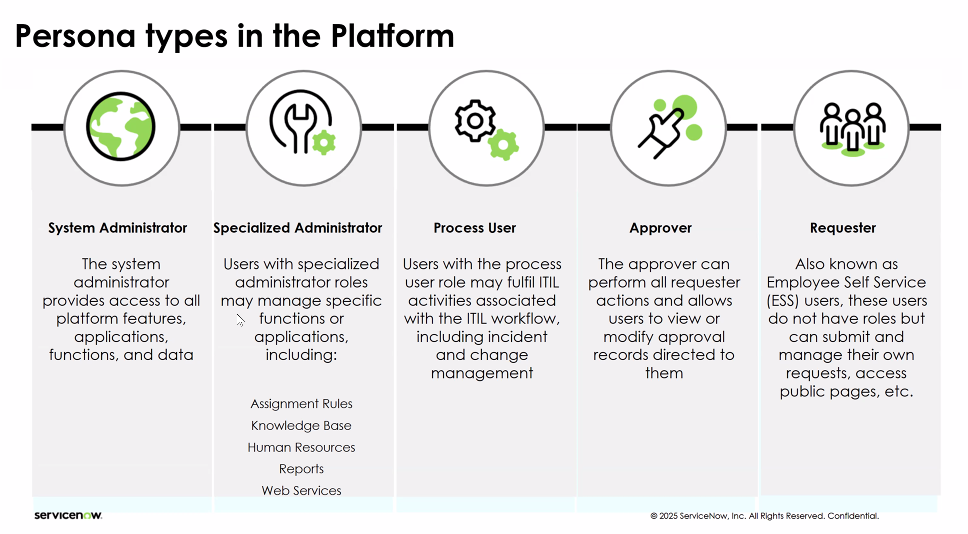 Persona types in the Platform
System Administrator
The system
administrator
provides access to all
platform features,
applications,
functions, and data
Specialized Administrator
Users with specialized
administrator roles
may manage specific
functions or
applications,
including:
Assignment Rules
Knowledge Base
Human Resources
Reports
Web Services
Process User
Users with the process
user role may fulfil ITIL
activities associated
with the ITIL workflow,
including incident
and change
management
Approver
The approver can
perform all requester
actions and allows
users to view or
modify approval
records directed to
them
Requester
Also known as
Employee Self Service
(ESS) users, these users
do not have roles but
can submit and
manage their own
requests, access
public pages, etc.
servicenow.
© 2025 ServiceNow, Inc. All Rights Reserved. Confidential.